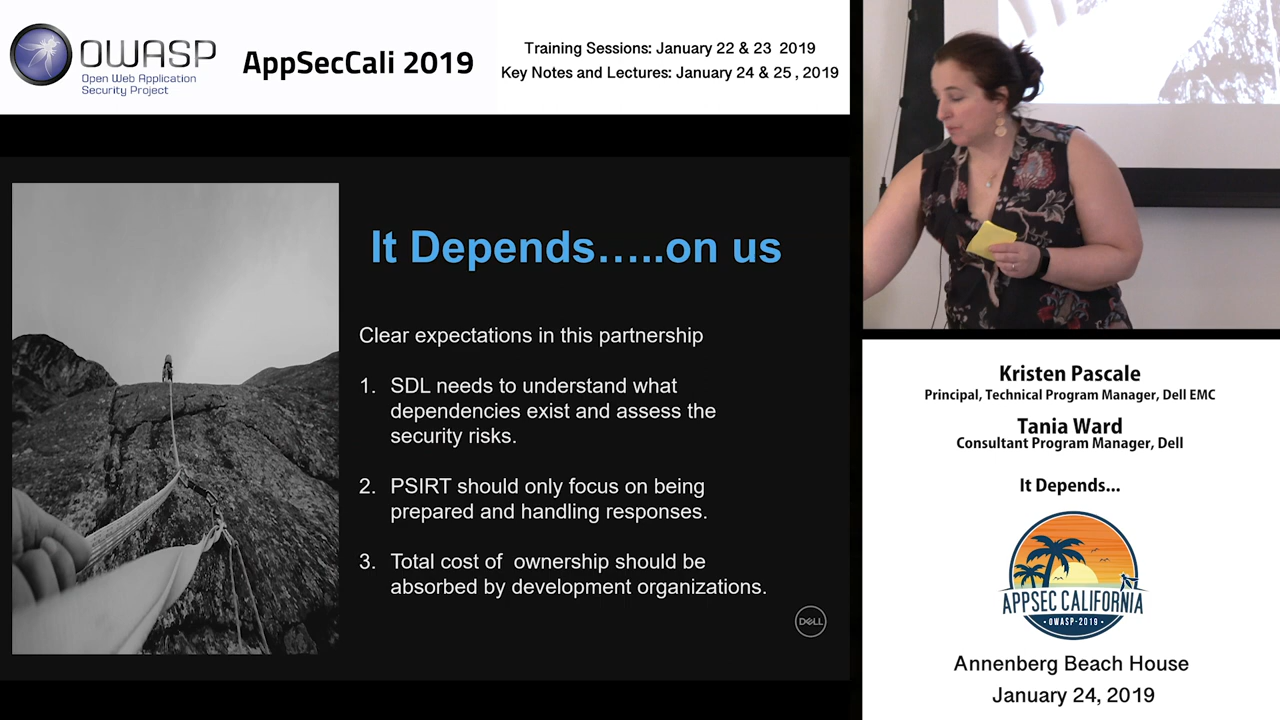 OWASP
Open Web Application
Security Project
AppSecCali 2019
Training Sessions: January 22 & 23 2019
Key Notes and Lectures: January 24 & 25 , 2019
It Depends…..on us
Clear expectations in this partnership
1. SDL needs to understand what
dependencies exist and assess the
security risks.
2. PSIRT should only focus on being
prepared and handling responses.
3. Total cost of  ownership should be
absorbed by development organizations.
DELL
Kristen Pascale
Principal, Technical Program Manager, Dell EMC
Tania Ward
Consultant Program Manager, Dell
It Depends...
APPSEC CALIFORNIA
• OWASP-2019 •
Annenberg Beach House
January 24, 2019